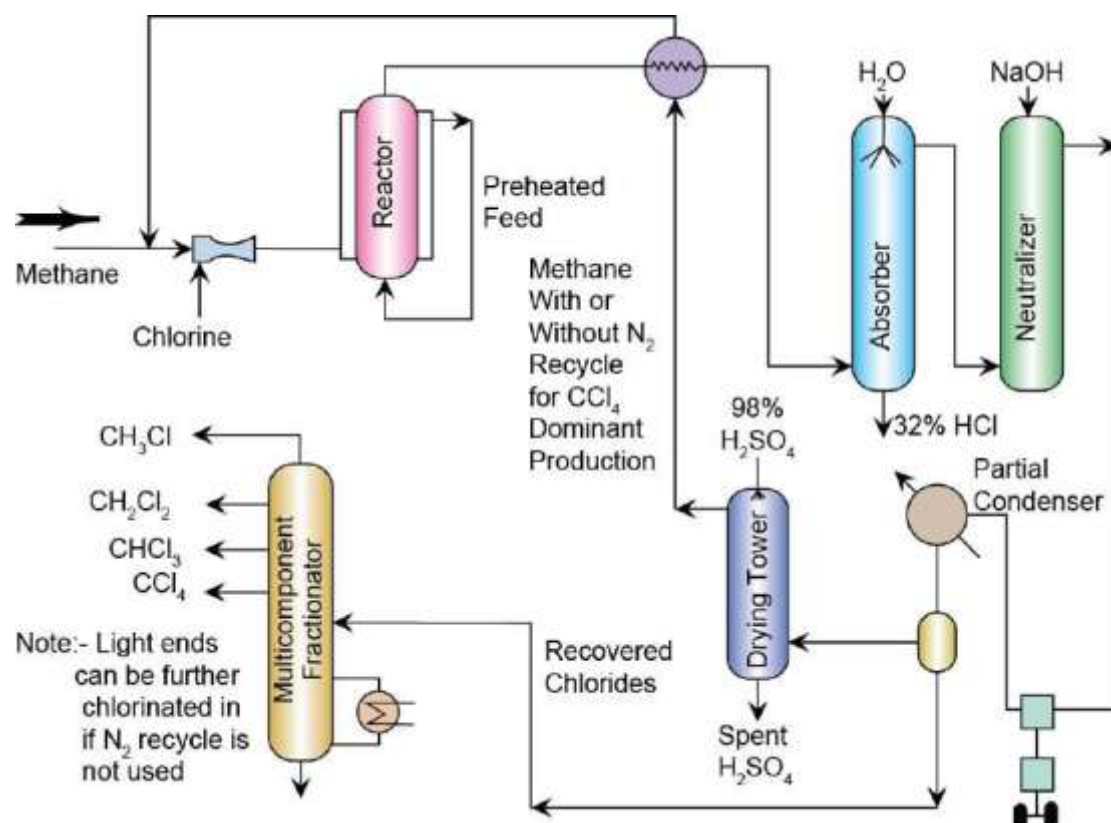 H₂O
NaOH
Reactor
Preheated
Feed
Methane
Chlorine
Methane
With or
Without N₂
Recycle
for CCl₄
Dominant
Production
Absorber
Neutralizer
32% HCl
98%
H₂SO₄
Partial
Condenser
CH₃Cl
CH₂Cl₂
CHCl₃
CCl₄
Multicomponent
Fractionator
Drying Tower
Note:- Light ends
can be further
chlorinated in
if N₂ recycle is
not used
Recovered
Chlorides
Spent
H₂SO₄